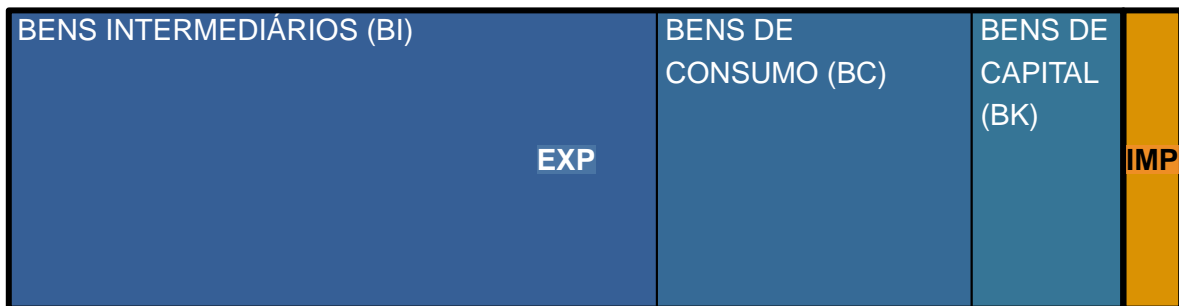 BENS INTERMEDIÁRIOS (BI)
BENS DE
CONSUMO (BC)
BENS DE
CAPITAL
(BK)
EXP
IMP